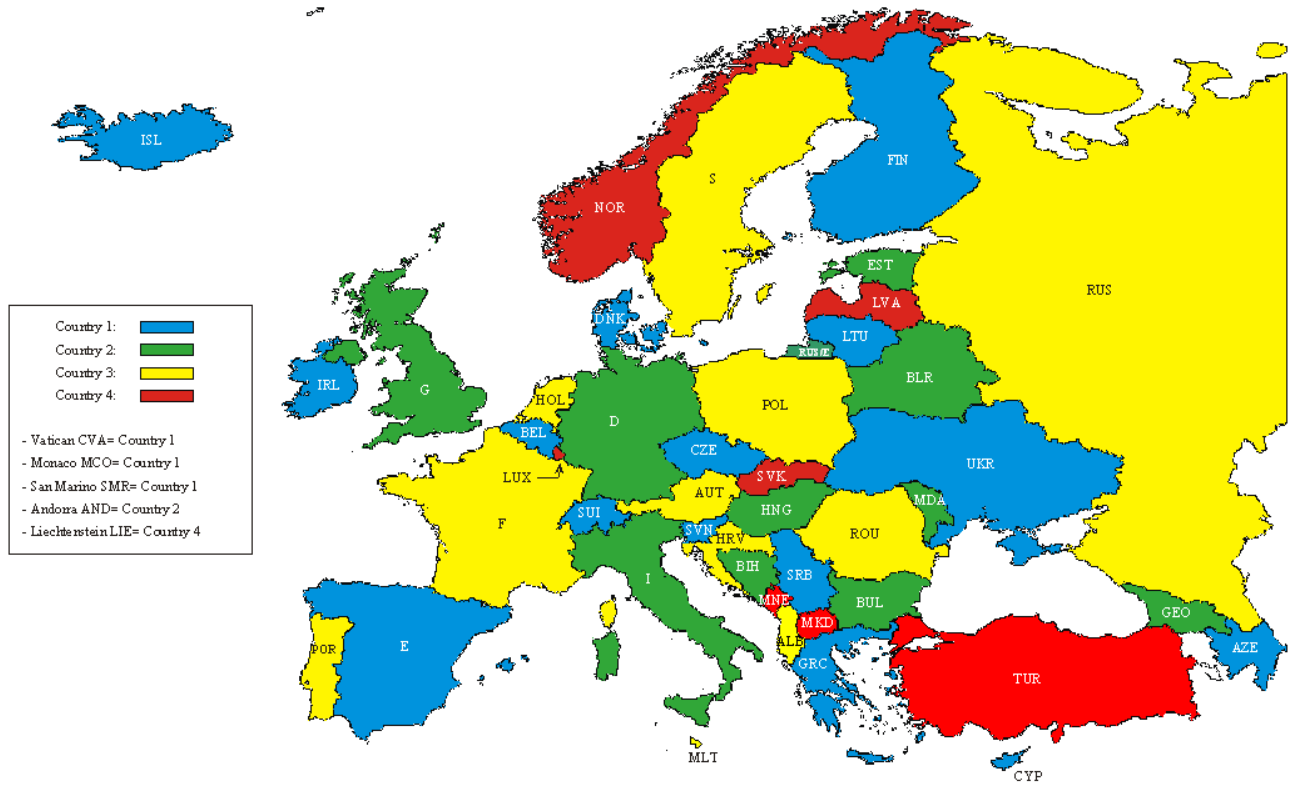 ISL
FIN
S
NOR
EST
RUS
LVA
DNK
LTU
RUS/E
BLR
IRL
G
HOL
POL
D
BEL
CZE
UKR
LUX
SVK
AUT
MDA
HNG
F
SUI
SVN
ROU
HRV
BIH
SRB
I
MNE
BUL
GEO
MKD
ALB
POR
E
GRC
AZE
TUR
MLT
CYP
Country 1:
Country 2:
Country 3:
Country 4:
- Vatican CVA= Country 1
- Monaco MCO= Country 1
- San Marino SMR= Country 1
- Andorra AND= Country 2
- Liechtenstein LIE= Country 4